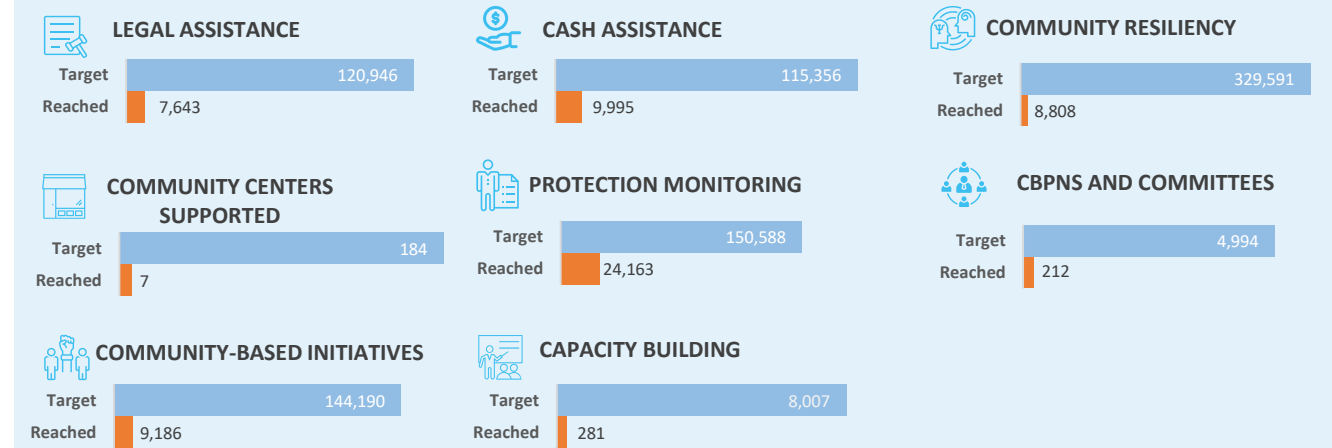 LEGAL ASSISTANCE
Target 120,946
Reached 7,643
CASH ASSISTANCE
Target 115,356
Reached 9,995
COMMUNITY RESILIENCY
Target 329,591
Reached 8,808
COMMUNITY CENTERS
SUPPORTED
Target 184
Reached 7
PROTECTION MONITORING
Target 150,588
Reached 24,163
CBPNS AND COMMITTEES
Target 4,994
Reached 212
COMMUNITY-BASED INITIATIVES
Target 144,190
Reached 9,186
CAPACITY BUILDING
Target 8,007
Reached 281